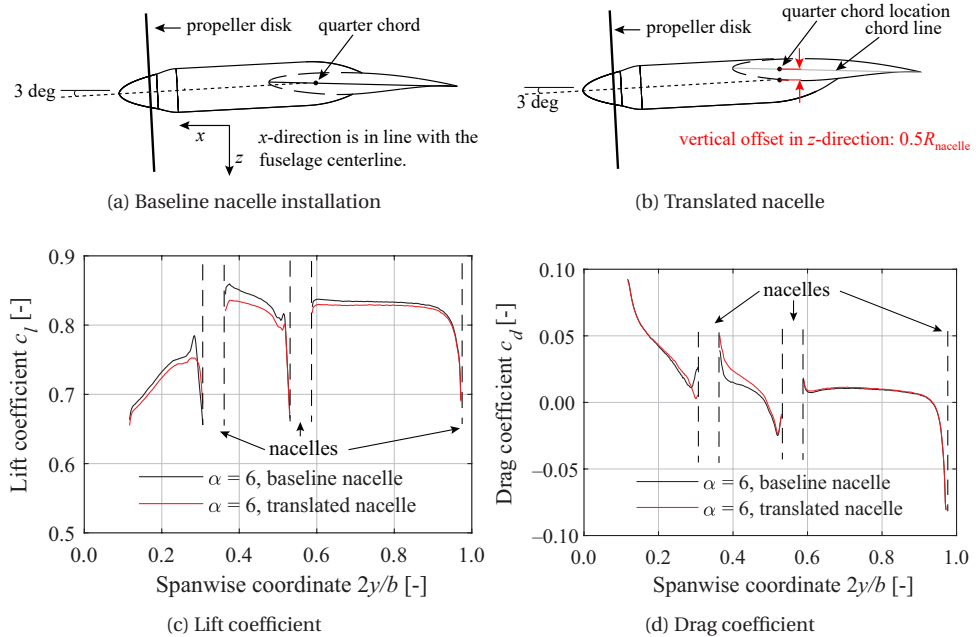 propeller disk
quarter chord
3 deg
x
z
x-direction is in line with the
fuselage centerline.
(a) Baseline nacelle installation
quarter chord location
propeller disk
chord line
3 deg
vertical offset in z-direction: 0.5Rnacelle
(b) Translated nacelle
Lift coefficient cl [-]
0.9
0.8
0.7
0.6
0.5
nacelles
α = 6, baseline nacelle
α = 6, translated nacelle
0.0 0.2 0.4 0.6 0.8 1.0
Spanwise coordinate 2y/b [-]
(c) Lift coefficient
Drag coefficient cd [-]
0.10
0.05
0.00
−0.05
−0.10
nacelles
α = 6, baseline nacelle
α = 6, translated nacelle
0.0 0.2 0.4 0.6 0.8 1.0
Spanwise coordinate 2y/b [-]
(d) Drag coefficient